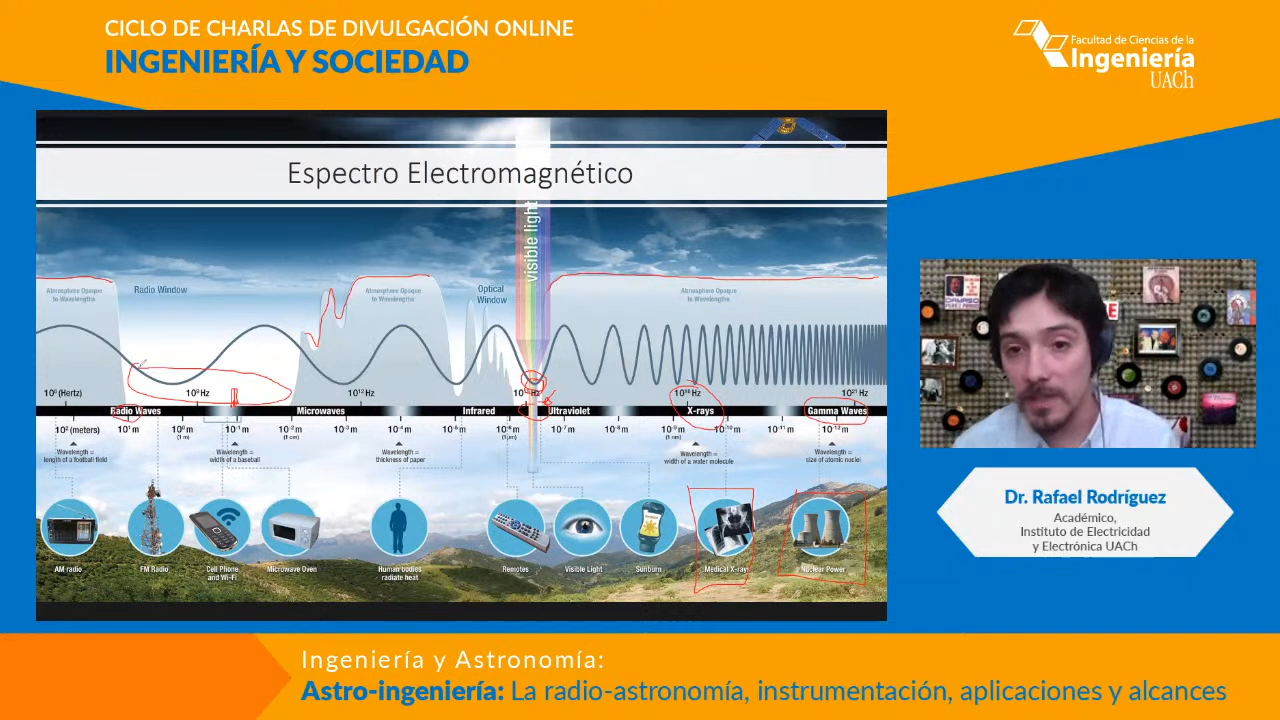 CICLO DE CHARLAS DE DIVULGACIÓN ONLINE
INGENIERÍA Y SOCIEDAD
Facultad de Ciencias de la
Ingeniería
UACh
Espectro Electromagnético
visible light
Atmosphere Opaque
to Wavelengths
Radio Window
Atmosphere Opaque
to Wavelengths
Optical
Window
Atmosphere Opaque
to Wavelengths
10⁹ Hz
10¹² Hz
10²¹ Hz
Radio Waves
Microwaves
Infrared
Ultraviolet
X-rays
Gamma Waves
10² (meters)
10¹ m
10⁰ m
(1 m)
10⁻¹ m
10⁻² m
(1 cm)
10⁻³ m
10⁻⁴ m
10⁻⁵ m
10⁻⁶ m
(1µm)
10⁻⁷ m
10⁻⁸ m
10⁻⁹ m
(1 nm)
10⁻¹⁰ m
10⁻¹¹ m
10⁻¹² m
Wavelength =
length of a football field
Wavelength =
width of a baseball
Wavelength =
thickness of paper
Wavelength =
width of a water molecule
Wavelength =
size of atomic nuclei
AM radio
FM Radio
Cell Phone
and Wi-Fi
Microwave Oven
Human bodies
radiate heat
Remotes
Visible Light
Sunburn
Medical X-rays
Nuclear Power
Dr. Rafael Rodríguez
Académico,
Instituto de Electricidad
y Electrónica UACh
Ingeniería y Astronomía:
Astro-ingeniería: La radio-astronomía, instrumentación, aplicaciones y alcances